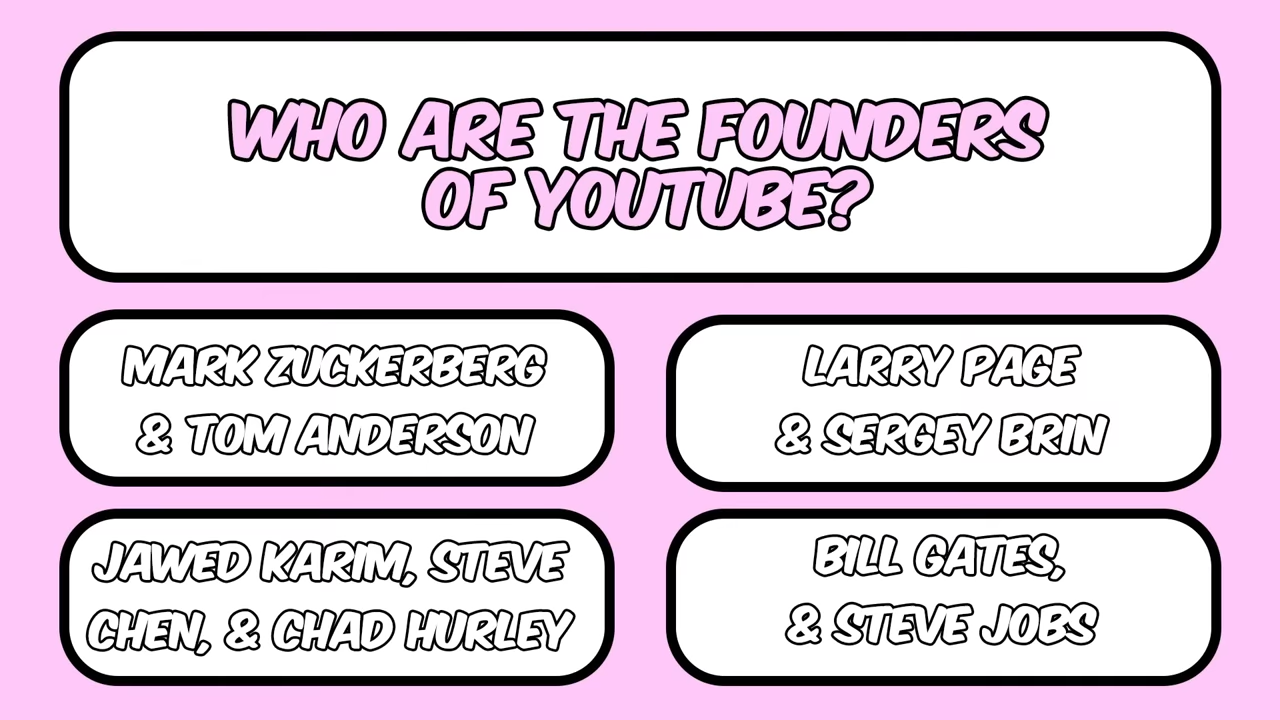 WHO ARE THE FOUNDERS
OF YOUTUBE?
MARK ZUCKERBERG
& TOM ANDERSON
LARRY PAGE
& SERGEY BRIN
JAWED KARIM, STEVE
CHEN, & CHAD HURLEY
BILL GATES,
& STEVE JOBS